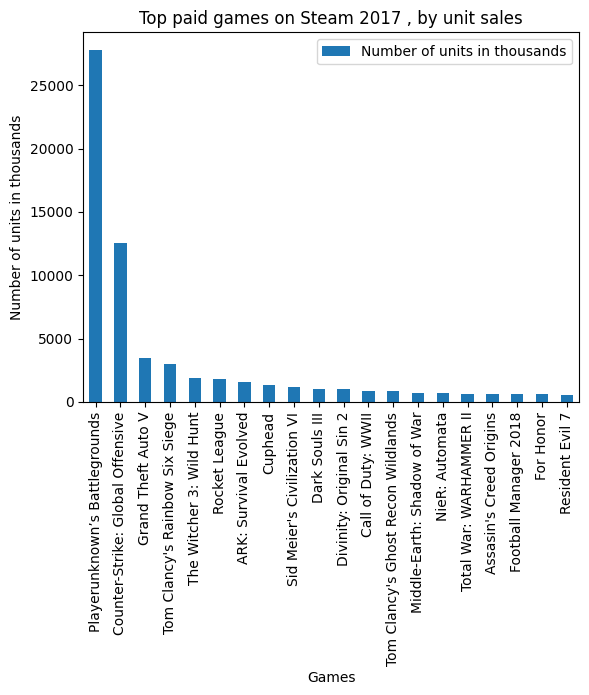 Top paid games on Steam 2017 , by unit sales
Number of units in thousands
Number of units in thousands
25000
20000
15000
10000
5000
0
Playerunknown's Battlegrounds
Counter-Strike: Global Offensive
Grand Theft Auto V
Tom Clancy's Rainbow Six Siege
The Witcher 3: Wild Hunt
Rocket League
ARK: Survival Evolved
Cuphead
Sid Meier's Civilization VI
Dark Souls III
Divinity: Original Sin 2
Call of Duty: WWII
Tom Clancy's Ghost Recon Wildlands
Middle-Earth: Shadow of War
NieR: Automata
Total War: WARHAMMER II
Assasin's Creed Origins
Football Manager 2018
For Honor
Resident Evil 7
Games